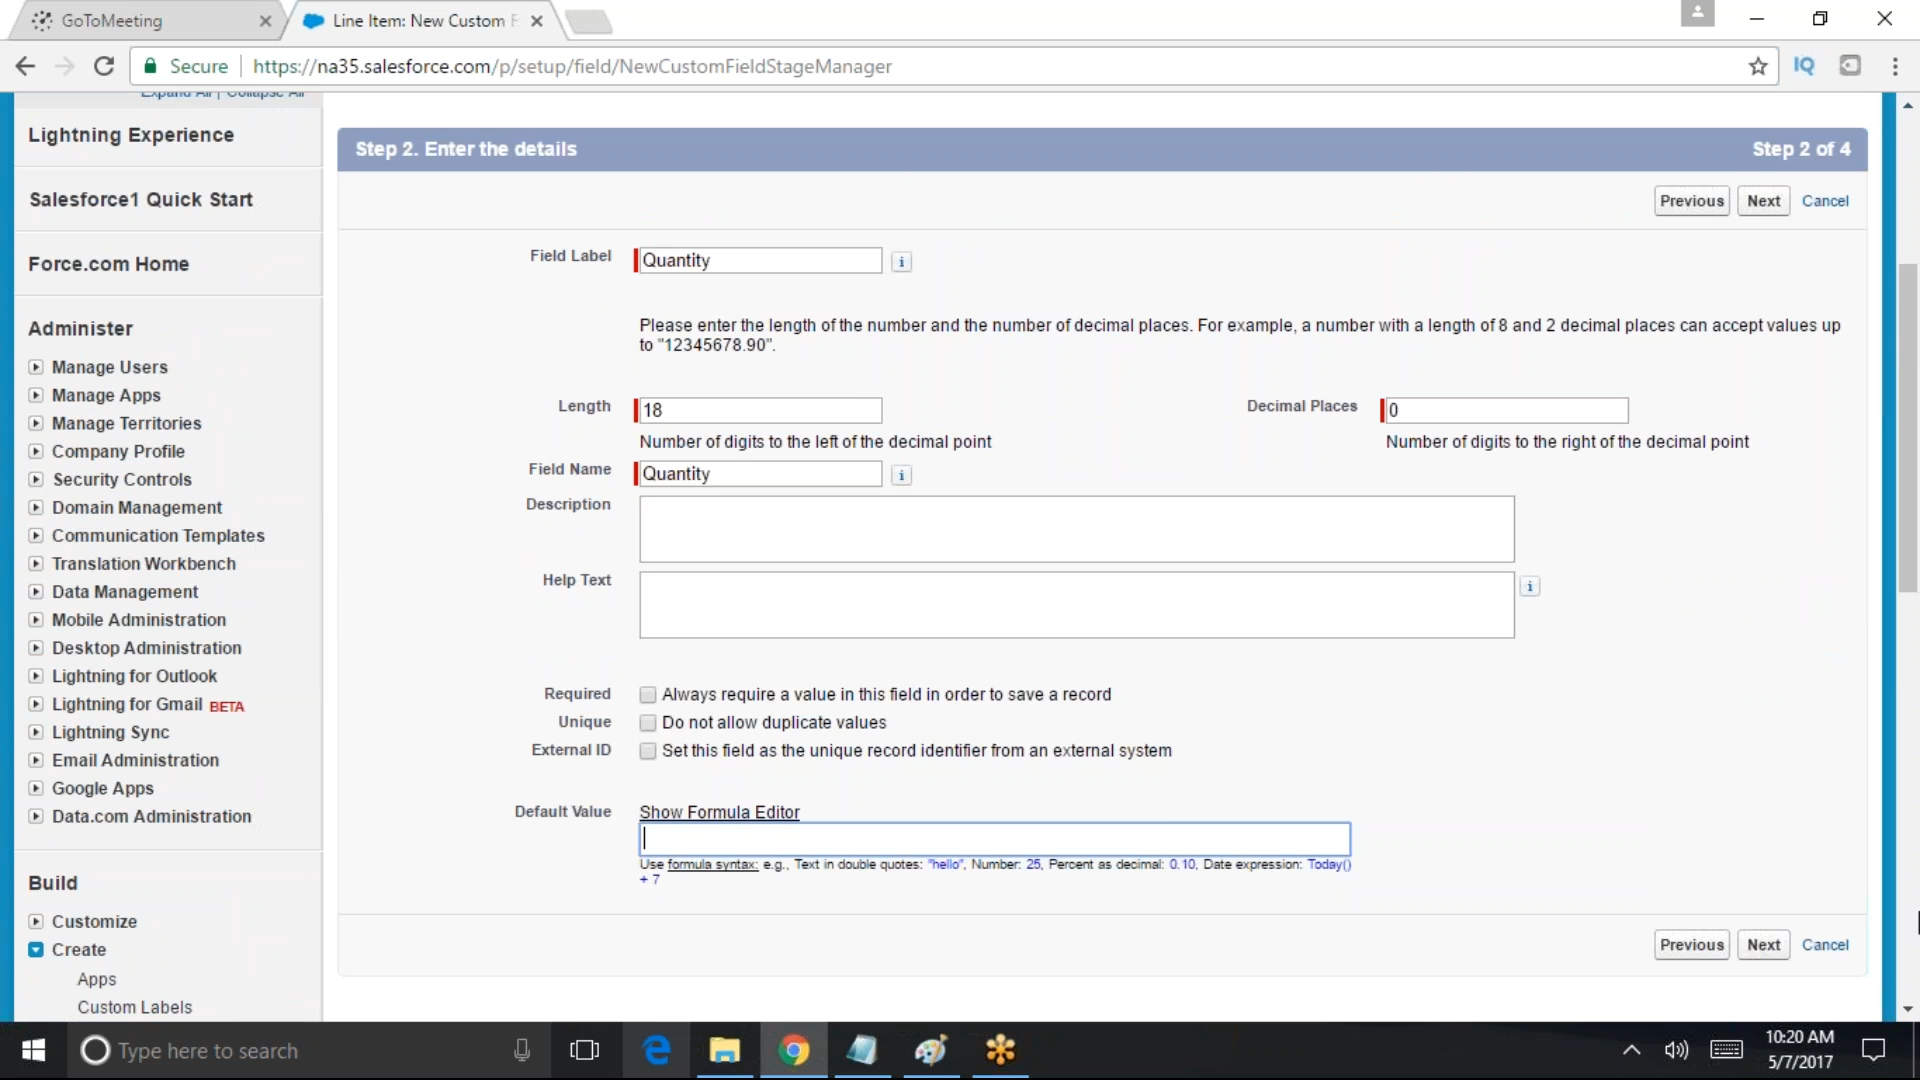 GoToMeeting
Line Item: New Custom F
Secure
https://na35.salesforce.com/p/setup/field/NewCustomFieldStageManager
IQ
Expand All | Collapse All
Lightning Experience
Salesforce1 Quick Start
Force.com Home
Administer
Manage Users
Manage Apps
Manage Territories
Company Profile
Security Controls
Domain Management
Communication Templates
Translation Workbench
Data Management
Mobile Administration
Desktop Administration
Lightning for Outlook
Lightning for Gmail BETA
Lightning Sync
Email Administration
Google Apps
Data.com Administration
Build
Customize
Create
Apps
Custom Labels
Step 2. Enter the details
Step 2 of 4
Previous Next Cancel
Field Label Quantity i
Please enter the length of the number and the number of decimal places. For example, a number with a length of 8 and 2 decimal places can accept values up
to "12345678.90".
Length 18
Decimal Places 0
Number of digits to the left of the decimal point
Number of digits to the right of the decimal point
Field Name Quantity i
Description
Help Text i
Required Always require a value in this field in order to save a record
Unique Do not allow duplicate values
External ID Set this field as the unique record identifier from an external system
Default Value Show Formula Editor
Use formula syntax: e.g., Text in double quotes: "hello", Number: 25, Percent as decimal: 0.10, Date expression: Today()
+ 7
Previous Next Cancel
Type here to search
10:20 AM
5/7/2017